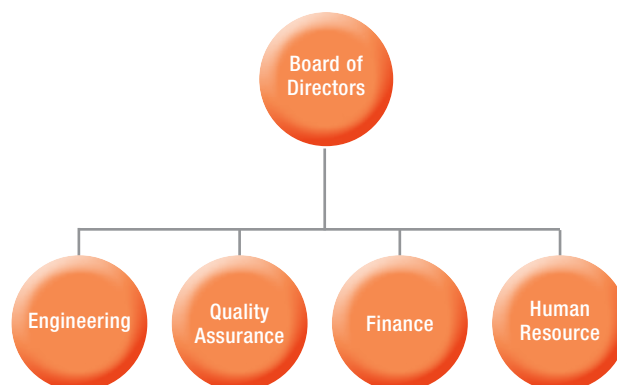 Board of
Directors
Engineering
Quality
Assurance
Finance
Human
Resource